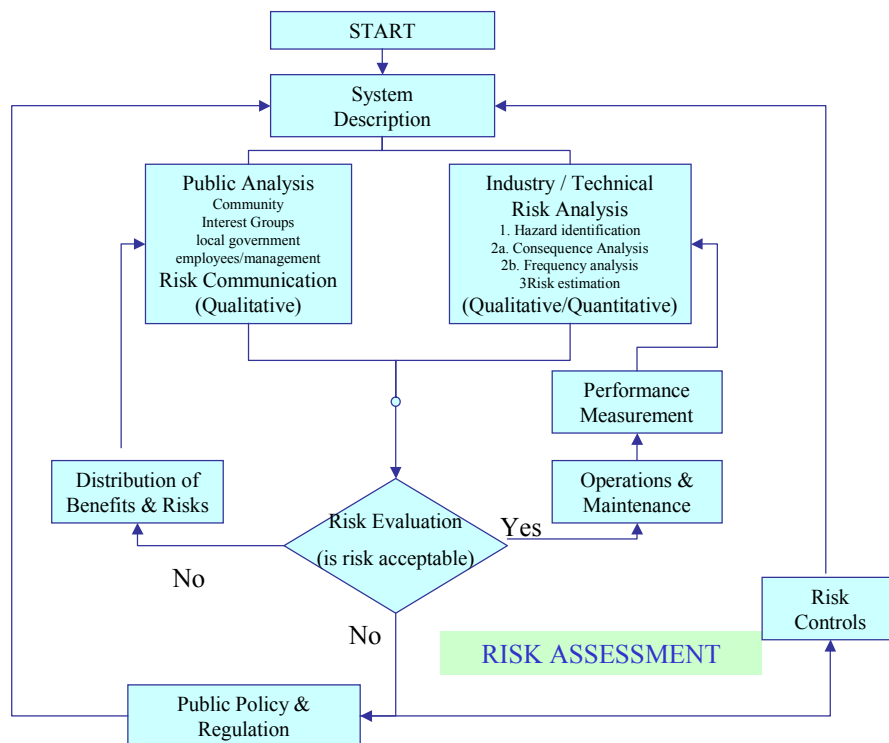 START
System
Description
Public Analysis
Community
Interest Groups
local government
employees/management
Risk Communication
(Qualitative)
Industry / Technical
Risk Analysis
1. Hazard identification
2a. Consequence Analysis
2b. Frequency analysis
3Risk estimation
(Qualitative/Quantitative)
Performance
Measurement
Distribution of
Benefits & Risks
Operations &
Maintenance
Risk Evaluation
(is risk acceptable)
Yes
No
No
Risk
Controls
RISK ASSESSMENT
Public Policy &
Regulation